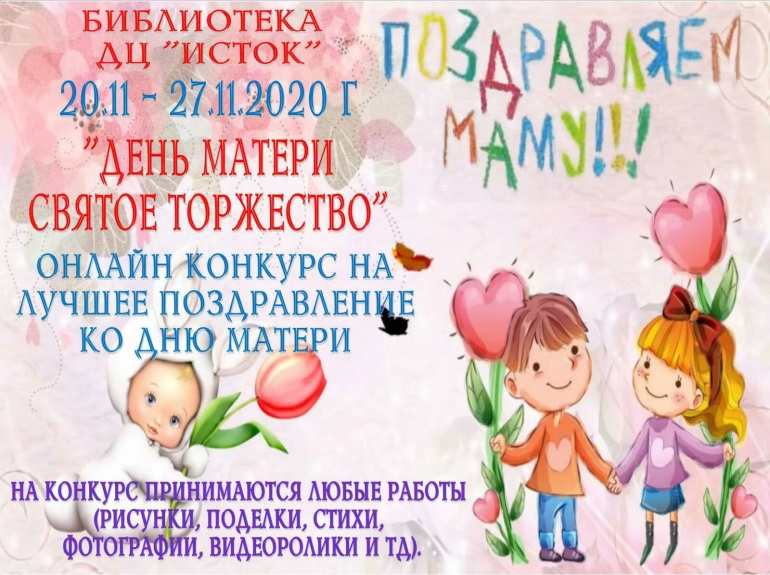 БИБЛИОТЕКА
ДЦ "ИСТОК"
20.11 - 27.11.2020 Г
"ДЕНЬ МАТЕРИ
СВЯТОЕ ТОРЖЕСТВО"
ОНЛАЙН КОНКУРС НА
ЛУЧШЕЕ ПОЗДРАВЛЕНИЕ
КО ДНЮ МАТЕРИ
ПОЗДРАВЛЯЕМ
МАМУ!!!
НА КОНКУРС ПРИНИМАЮТСЯ ЛЮБЫЕ РАБОТЫ
(РИСУНКИ, ПОДЕЛКИ, СТИХИ,
ФОТОГРАФИИ, ВИДЕОРОЛИКИ И ТД).